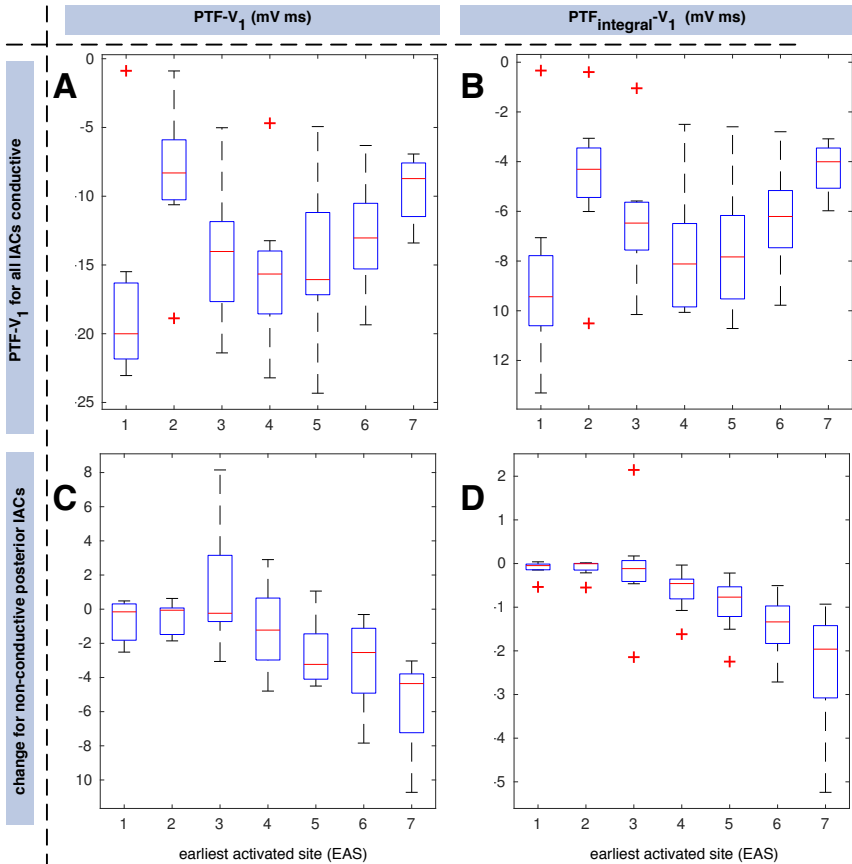 PTF-V1 (mV ms)
PTFintegral-V1 (mV ms)
PTF-V1 for all IACs conductive
A
0
-5
-10
-15
-20
-25
1 2 3 4 5 6 7
B
0
-2
-4
-6
-8
10
12
1 2 3 4 5 6 7
change for non-conductive posterior IACs
C
8
6
4
2
0
-2
-4
-6
-8
10
1 2 3 4 5 6 7
earliest activated site (EAS)
D
2
1
0
-1
-2
-3
-4
-5
1 2 3 4 5 6 7
earliest activated site (EAS)